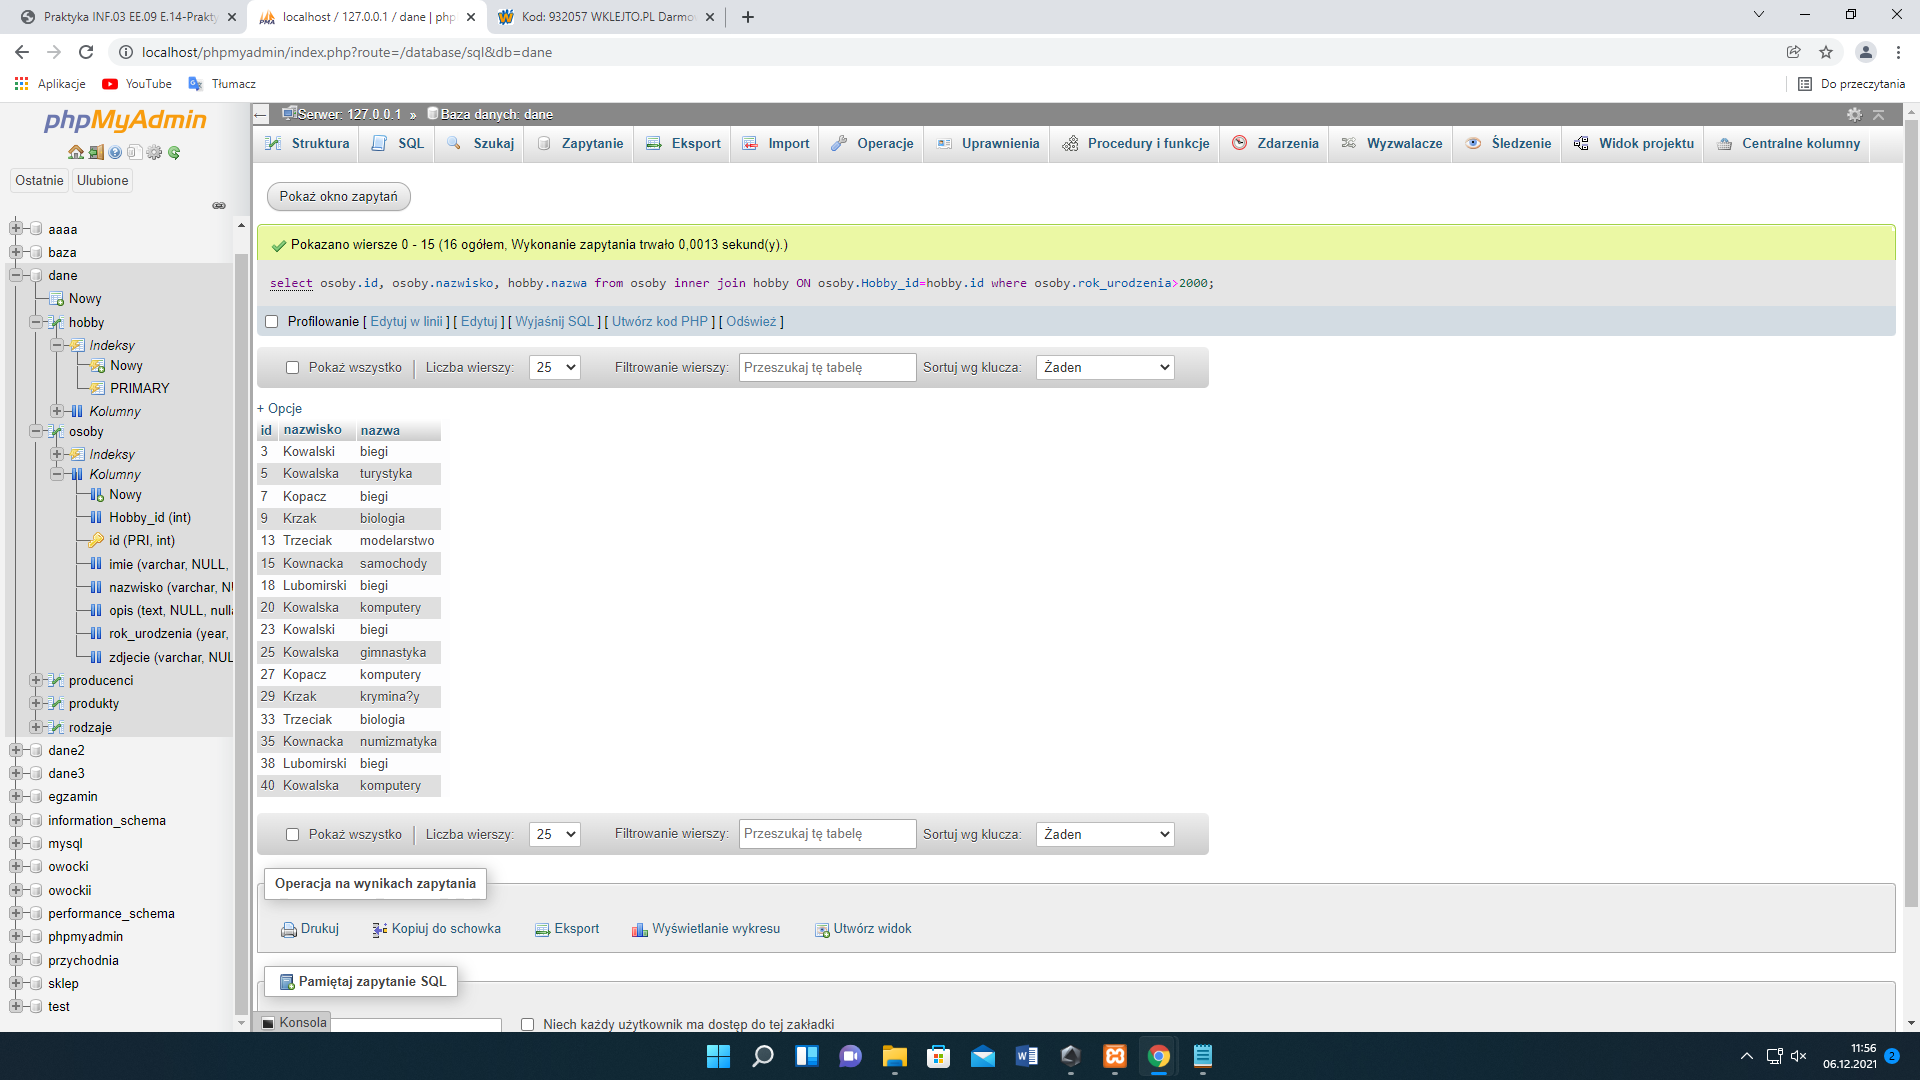 Praktyka INF.03 EE.09 E.14-Prakty
localhost / 127.0.0.1 / dane | php
Kod: 932057 WKLEJTO.PL Darmo
localhost/phpmyadmin/index.php?route=/database/sql&db=dane
Aplikacje
YouTube
Tłumacz
Do przeczytania
phpMyAdmin
Ostatnie
Ulubione
aaaa
baza
dane
Nowy
hobby
Indeksy
Nowy
PRIMARY
Kolumny
osoby
Indeksy
Kolumny
Nowy
Hobby_id (int)
id (PRI, int)
imie (varchar, NULL,
nazwisko (varchar, NU
opis (text, NULL, nulla
rok_urodzenia (year,
zdjecie (varchar, NUL
producenci
produkty
rodzaje
dane2
dane3
egzamin
information_schema
mysql
owocki
owockii
performance_schema
phpmyadmin
przychodnia
sklep
test
Serwer: 127.0.0.1 » Baza danych: dane
Struktura SQL Szukaj Zapytanie Eksport Import Operacje Uprawnienia Procedury i funkcje Zdarzenia Wyzwalacze Śledzenie Widok projektu Centralne kolumny
Pokaż okno zapytań
Pokazano wiersze 0 - 15 (16 ogółem, Wykonanie zapytania trwało 0,0013 sekund(y).)
select osoby.id, osoby.nazwisko, hobby.nazwa from osoby inner join hobby ON osoby.Hobby_id=hobby.id where osoby.rok_urodzenia>2000;
Profilowanie [ Edytuj w linii ] [ Edytuj ] [ Wyjaśnij SQL ] [ Utwórz kod PHP ] [ Odśwież ]
Pokaż wszystko | Liczba wierszy: 25 Filtrowanie wierszy: Przeszukaj tę tabelę Sortuj wg klucza: Żaden
+ Opcje
id nazwisko nazwa
3 Kowalski biegi
5 Kowalska turystyka
7 Kopacz biegi
9 Krzak biologia
13 Trzeciak modelarstwo
15 Kownacka samochody
18 Lubomirski biegi
20 Kowalska komputery
23 Kowalski biegi
25 Kowalska gimnastyka
27 Kopacz komputery
29 Krzak krymina?y
33 Trzeciak biologia
35 Kownacka numizmatyka
38 Lubomirski biegi
40 Kowalska komputery
Pokaż wszystko | Liczba wierszy: 25 Filtrowanie wierszy: Przeszukaj tę tabelę Sortuj wg klucza: Żaden
Operacja na wynikach zapytania
Drukuj Kopiuj do schowka Eksport Wyświetlanie wykresu Utwórz widok
Pamiętaj zapytanie SQL
Konsola
Niech każdy użytkownik ma dostęp do tej zakładki
11:56
06.12.2021
2